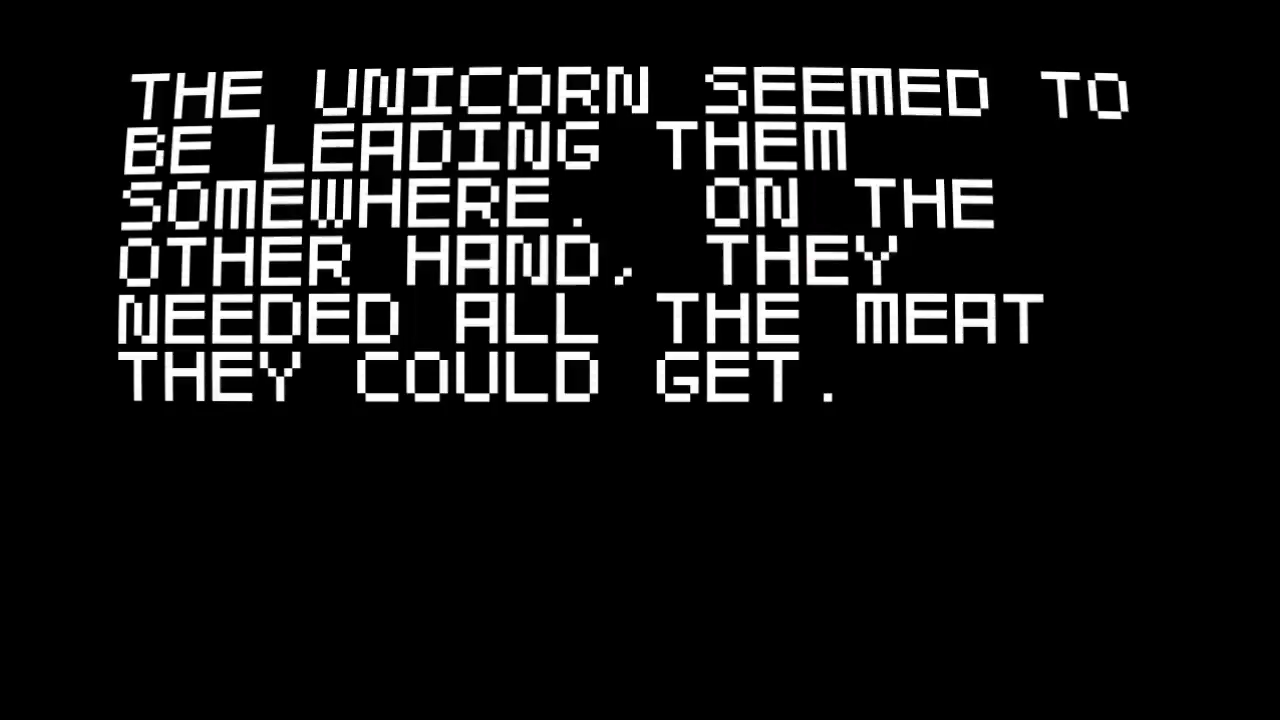 THE UNICORN SEEMED TO
BE LEADING THEM
SOMEWHERE.  ON THE
OTHER HAND, THEY
NEEDED ALL THE MEAT
THEY COULD GET.